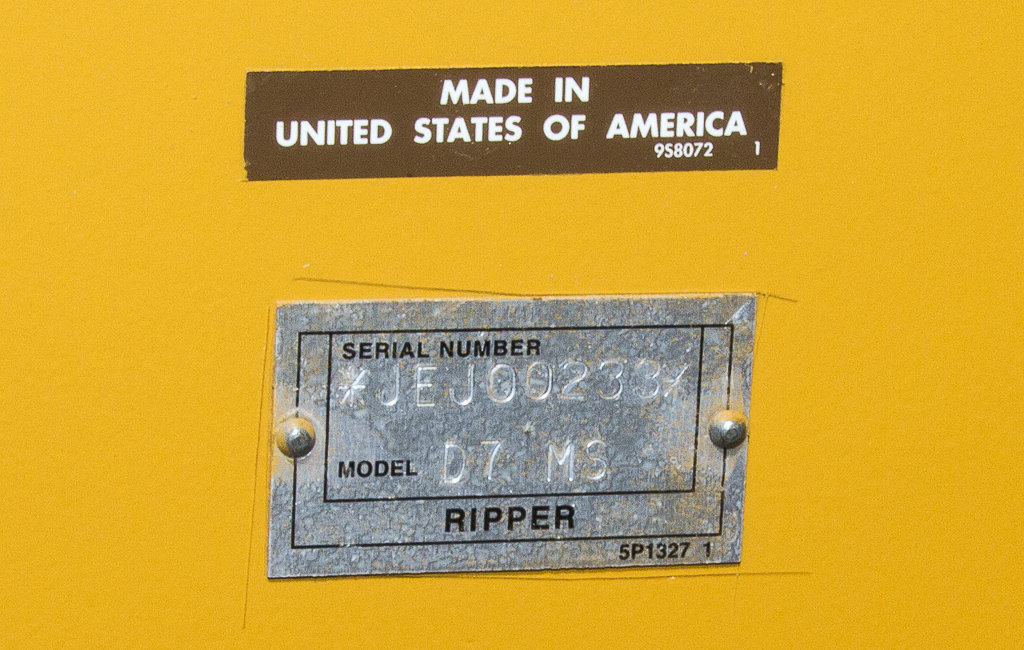 MADE IN
UNITED STATES OF AMERICA
9S8072 1
SERIAL NUMBER
*JEJ00233*
MODEL D7 MS
RIPPER
5P1327 1